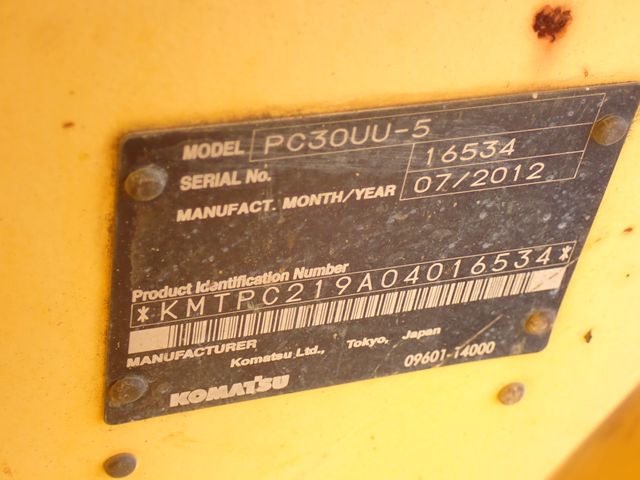 MODEL PC30UU-5
SERIAL No. 16534
MANUFACT. MONTH/YEAR 07/2012
Product Identification Number
*KMTPC219A04016534*
MANUFACTURER
Komatsu Ltd., Tokyo, Japan
09601-14000
KOMATSU